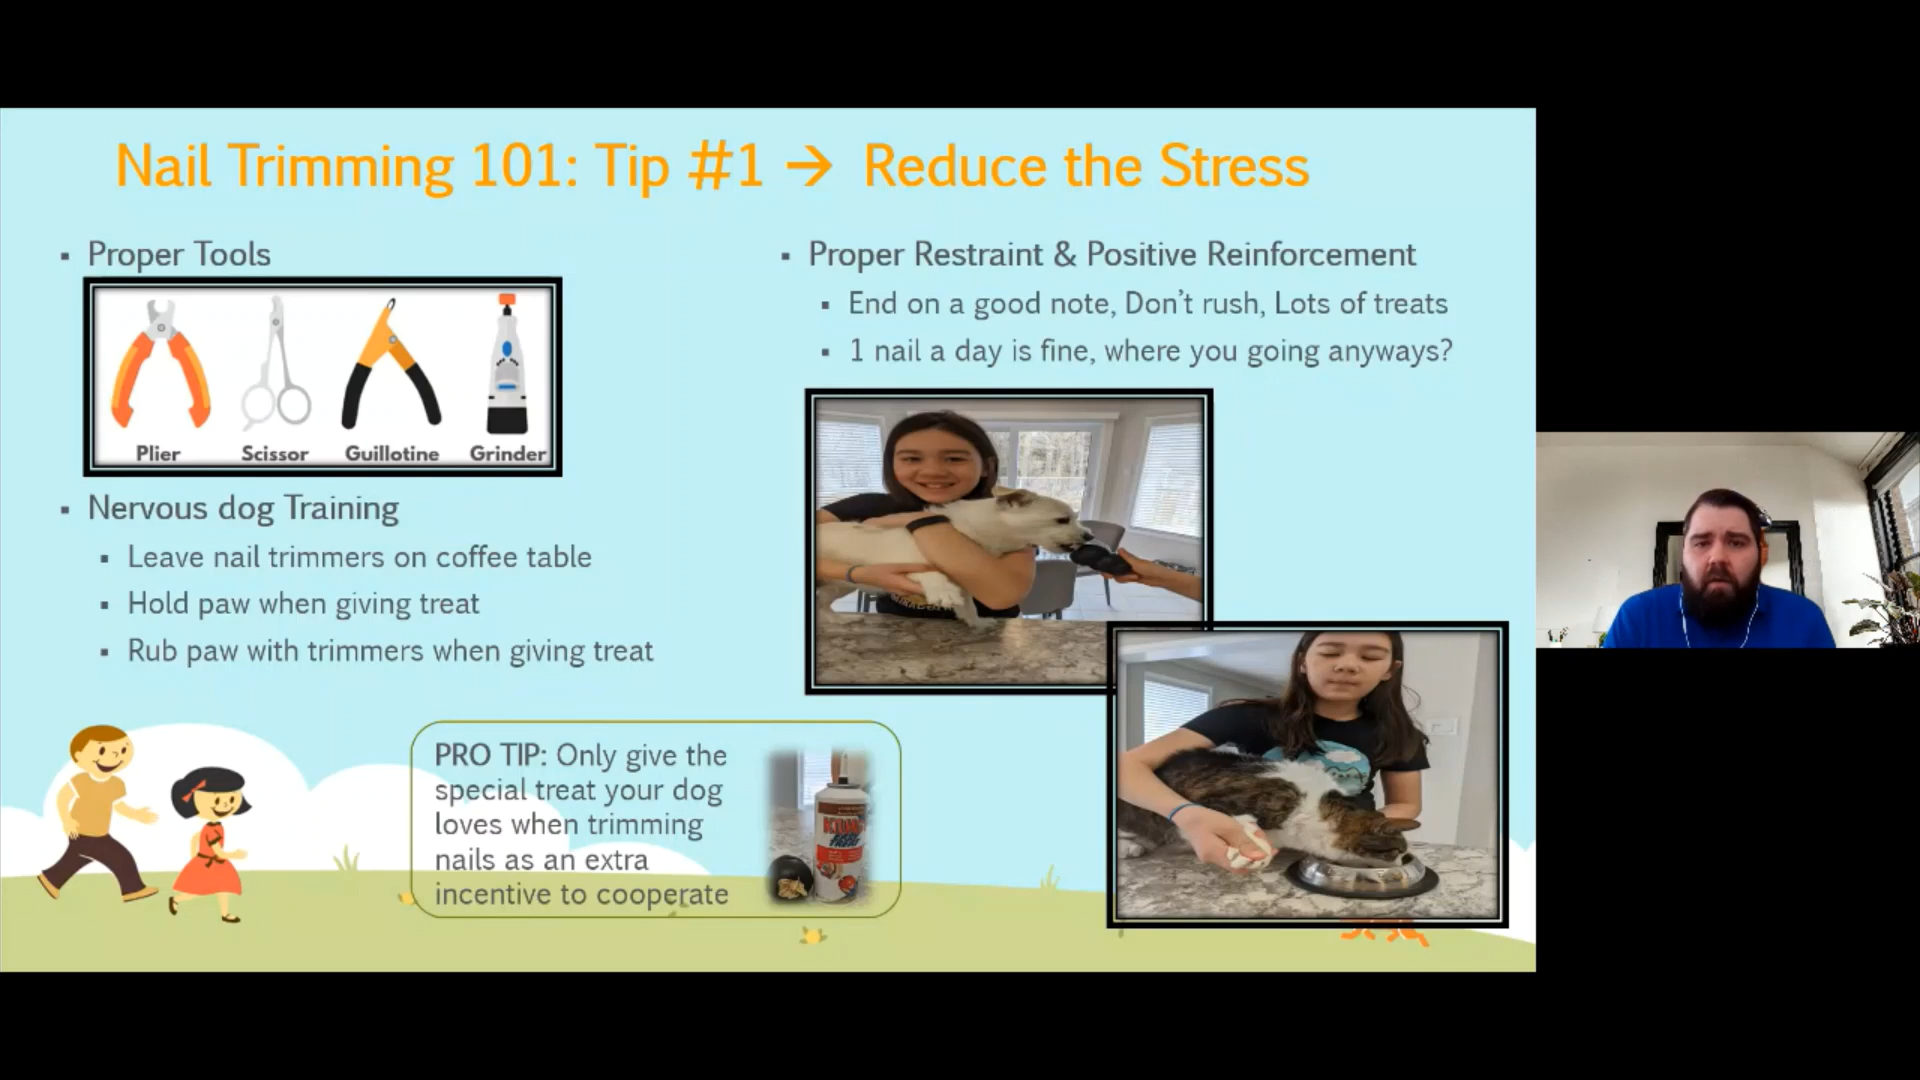 Nail Trimming 101: Tip #1 → Reduce the Stress
▪ Proper Tools
Plier Scissor Guillotine Grinder
▪ Nervous dog Training
▪ Leave nail trimmers on coffee table
▪ Hold paw when giving treat
▪ Rub paw with trimmers when giving treat
▪ Proper Restraint & Positive Reinforcement
▪ End on a good note, Don't rush, Lots of treats
▪ 1 nail a day is fine, where you going anyways?
PRO TIP: Only give the
special treat your dog
loves when trimming
nails as an extra
incentive to cooperate
KONG